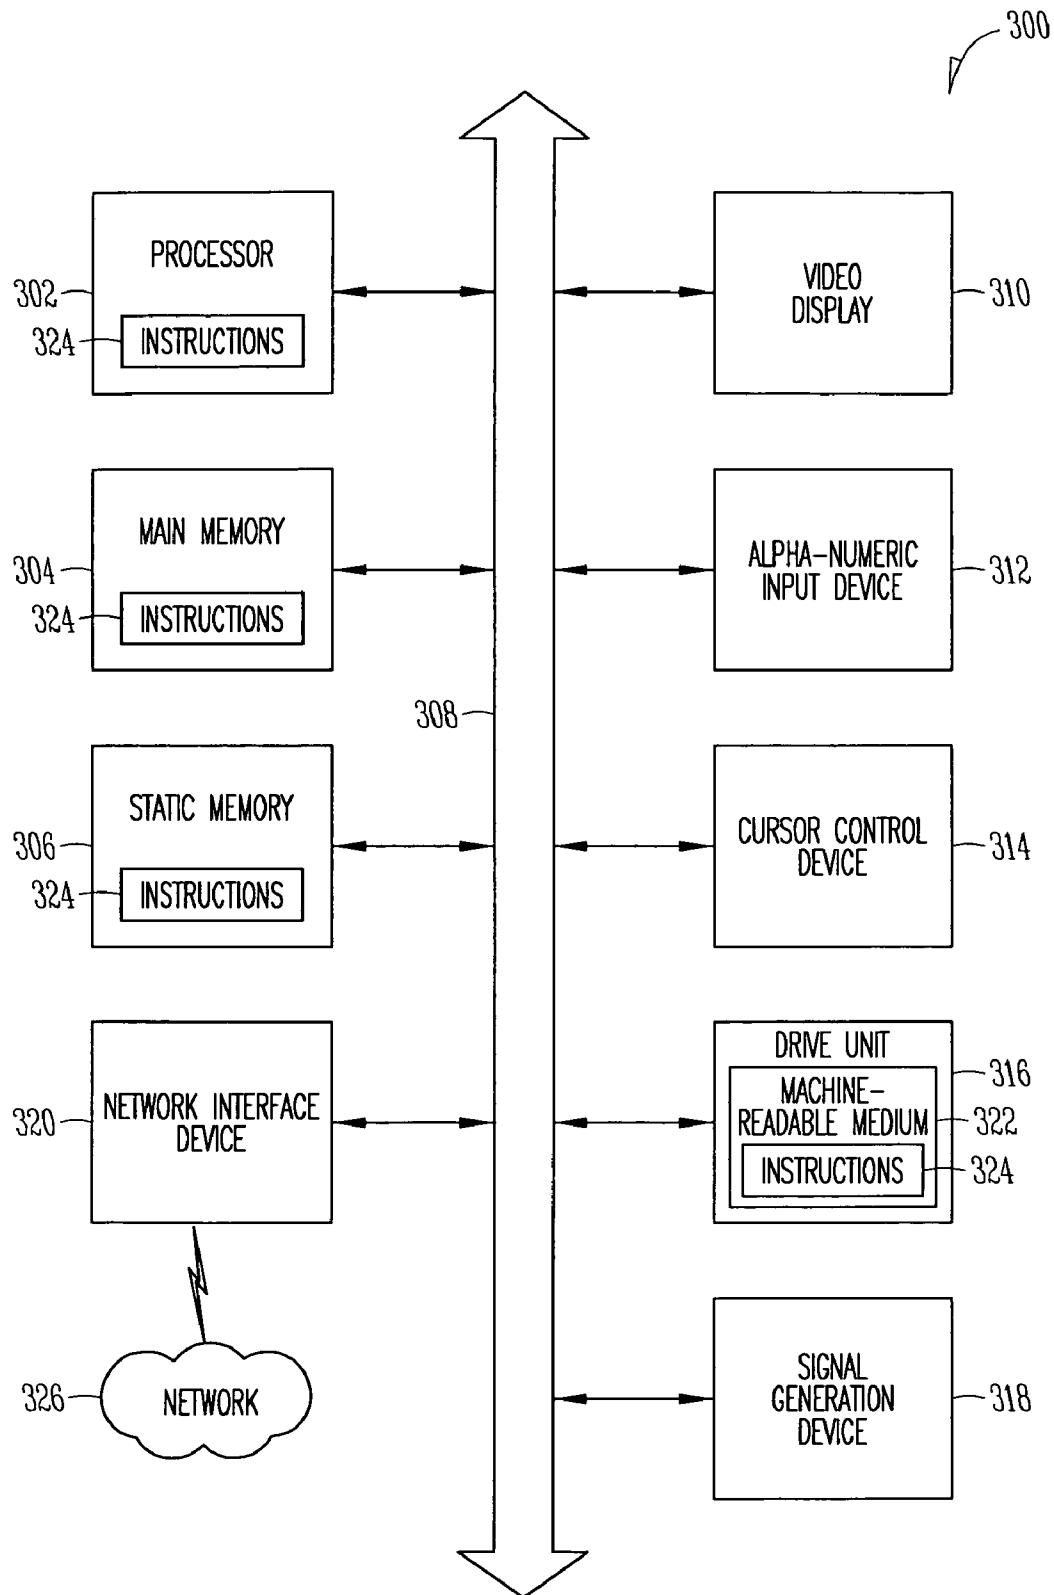 300
PROCESSOR
302
324
INSTRUCTIONS
VIDEO
DISPLAY
310
MAIN MEMORY
304
324
INSTRUCTIONS
ALPHA-NUMERIC
INPUT DEVICE
312
308
STATIC MEMORY
306
324
INSTRUCTIONS
CURSOR CONTROL
DEVICE
314
NETWORK INTERFACE
DEVICE
320
DRIVE UNIT
316
MACHINE-
READABLE MEDIUM
322
INSTRUCTIONS
324
326
NETWORK
SIGNAL
GENERATION
DEVICE
318